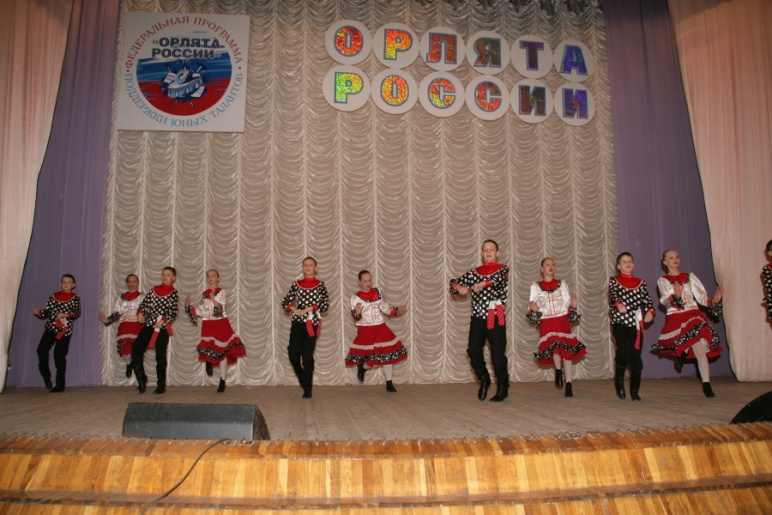 ФЕДЕРАЛЬНАЯ ПРОГРАММА
"ОРЛЯТА
РОССИИ"
ПОДДЕРЖКИ ЮНЫХ ТАЛАНТОВ
ОРЛЯТА
РОССИИ